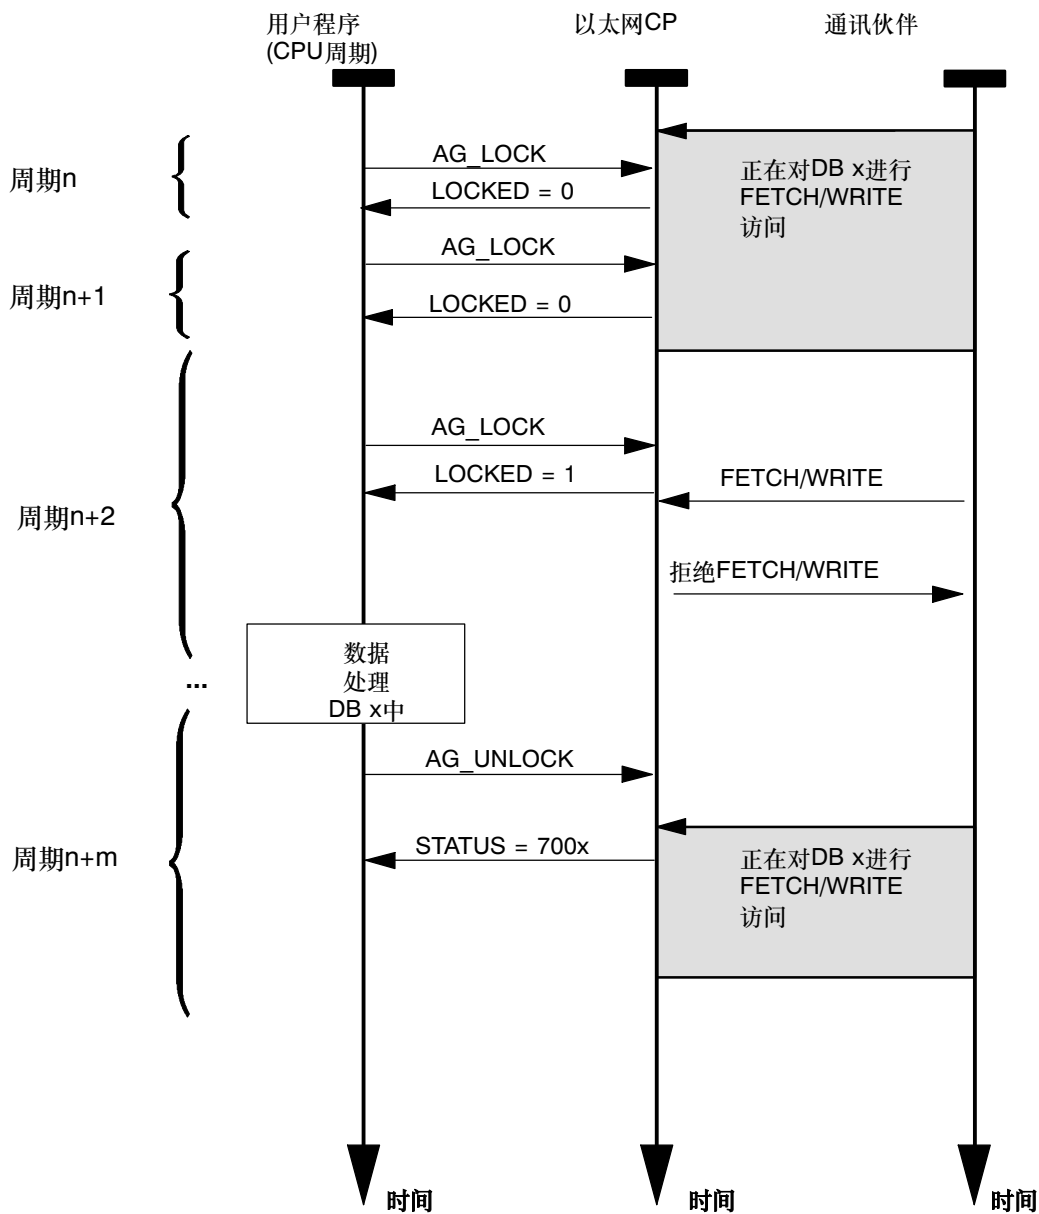 用户程序
(CPU周期)
以太网CP
通讯伙伴
周期n
AG_LOCK
LOCKED = 0
正在对DB x进行
FETCH/WRITE
访问
周期n+1
AG_LOCK
LOCKED = 0
周期n+2
AG_LOCK
LOCKED = 1
FETCH/WRITE
拒绝FETCH/WRITE
数据
处理
DB x中
...
周期n+m
AG_UNLOCK
STATUS = 700x
正在对DB x进行
FETCH/WRITE
访问
时间
时间
时间